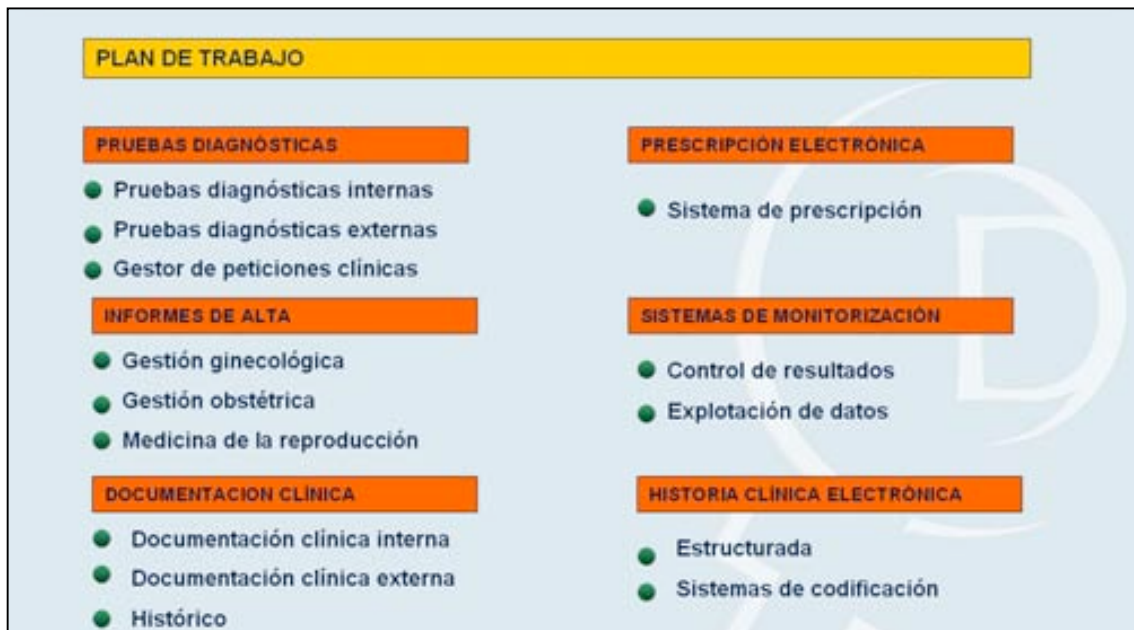 PLAN DE TRABAJO
PRUEBAS DIAGNÓSTICAS
Pruebas diagnósticas internas
Pruebas diagnósticas externas
Gestor de peticiones clínicas
INFORMES DE ALTA
Gestión ginecológica
Gestión obstétrica
Medicina de la reproducción
DOCUMENTACION CLÍNICA
Documentación clínica interna
Documentación clínica externa
Histórico
PRESCRIPCIÓN ELECTRÓNICA
Sistema de prescripción
SISTEMAS DE MONITORIZACIÓN
Control de resultados
Explotación de datos
HISTORIA CLÍNICA ELECTRÓNICA
Estructurada
Sistemas de codificación